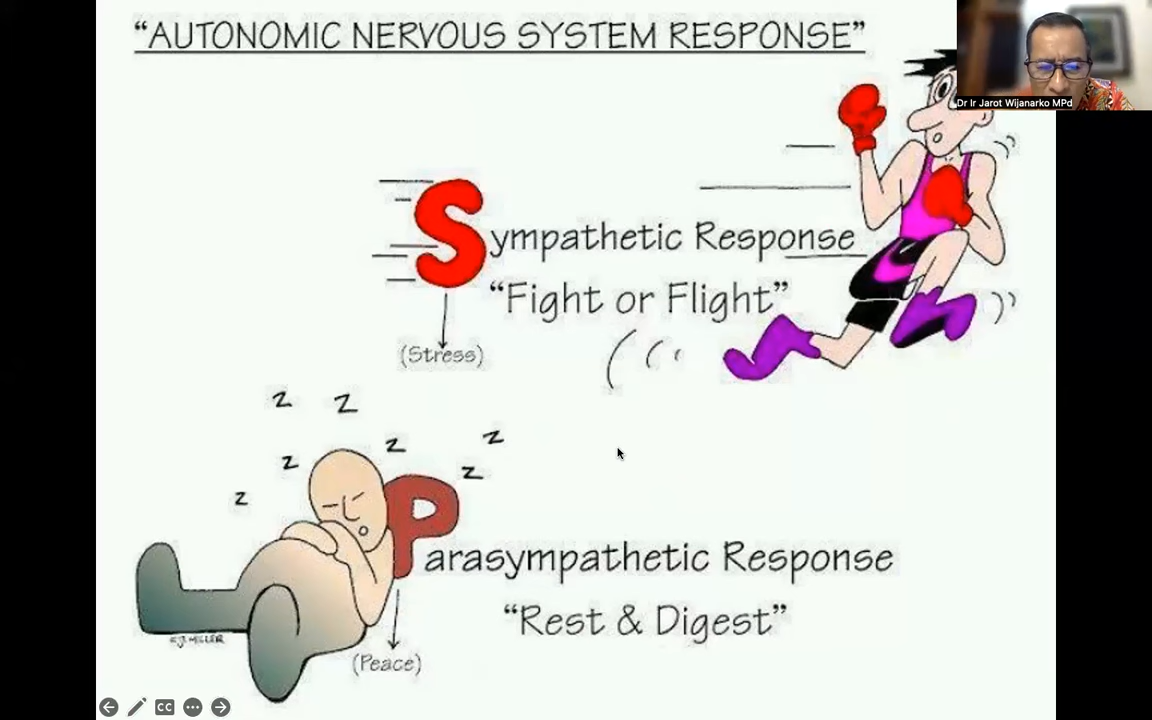 “AUTONOMIC NERVOUS SYSTEM RESPONSE”
Dr Ir Jarot Wijanarko MPd
Sympathetic Response
“Fight or Flight”
(Stress)
z z z z z z z
Parasympathetic Response
“Rest & Digest”
(Peace)
CC